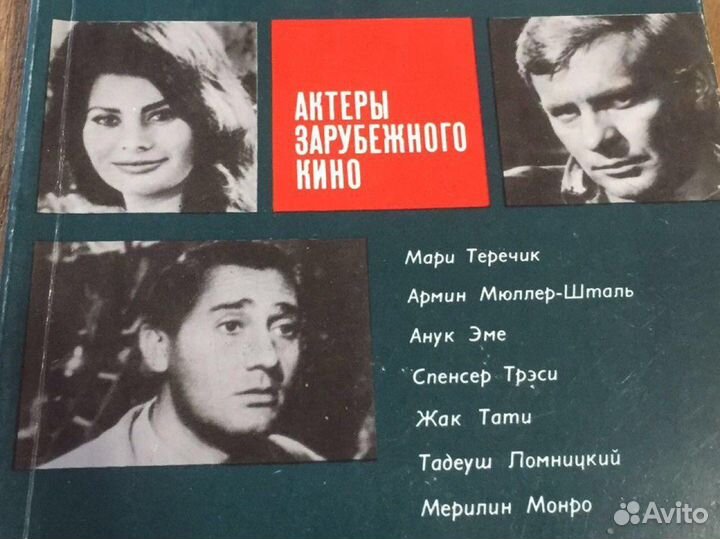 АКТЕРЫ
ЗАРУБЕЖНОГО
КИНО
Мари Теречик
Армин Мюллер-Шталь
Анук Эме
Спенсер Трэси
Жак Тати
Тадеуш Ломницкий
Мерилин Монро
Avito